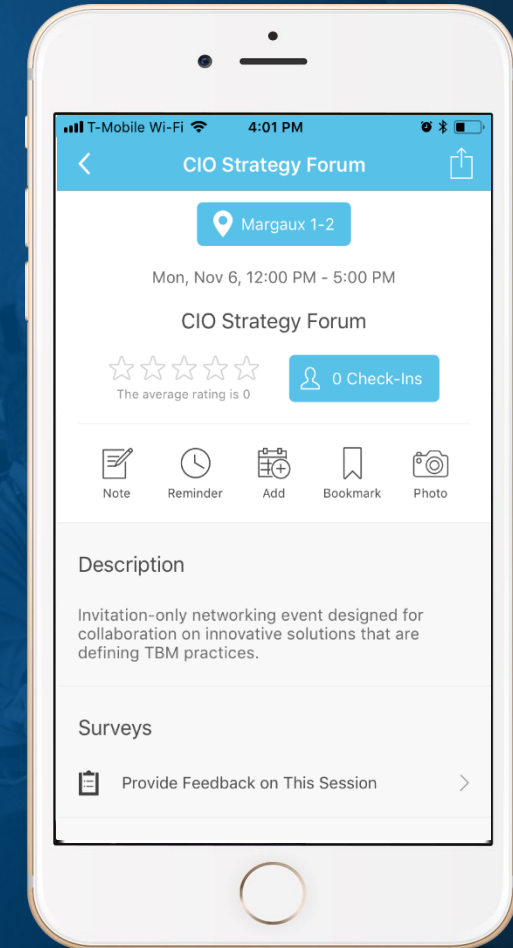 T-Mobile Wi-Fi 4:01 PM
CIO Strategy Forum
Margaux 1-2
Mon, Nov 6, 12:00 PM - 5:00 PM
CIO Strategy Forum
The average rating is 0
0 Check-Ins
Note Reminder Add Bookmark Photo
Description
Invitation-only networking event designed for
collaboration on innovative solutions that are
defining TBM practices.
Surveys
Provide Feedback on This Session